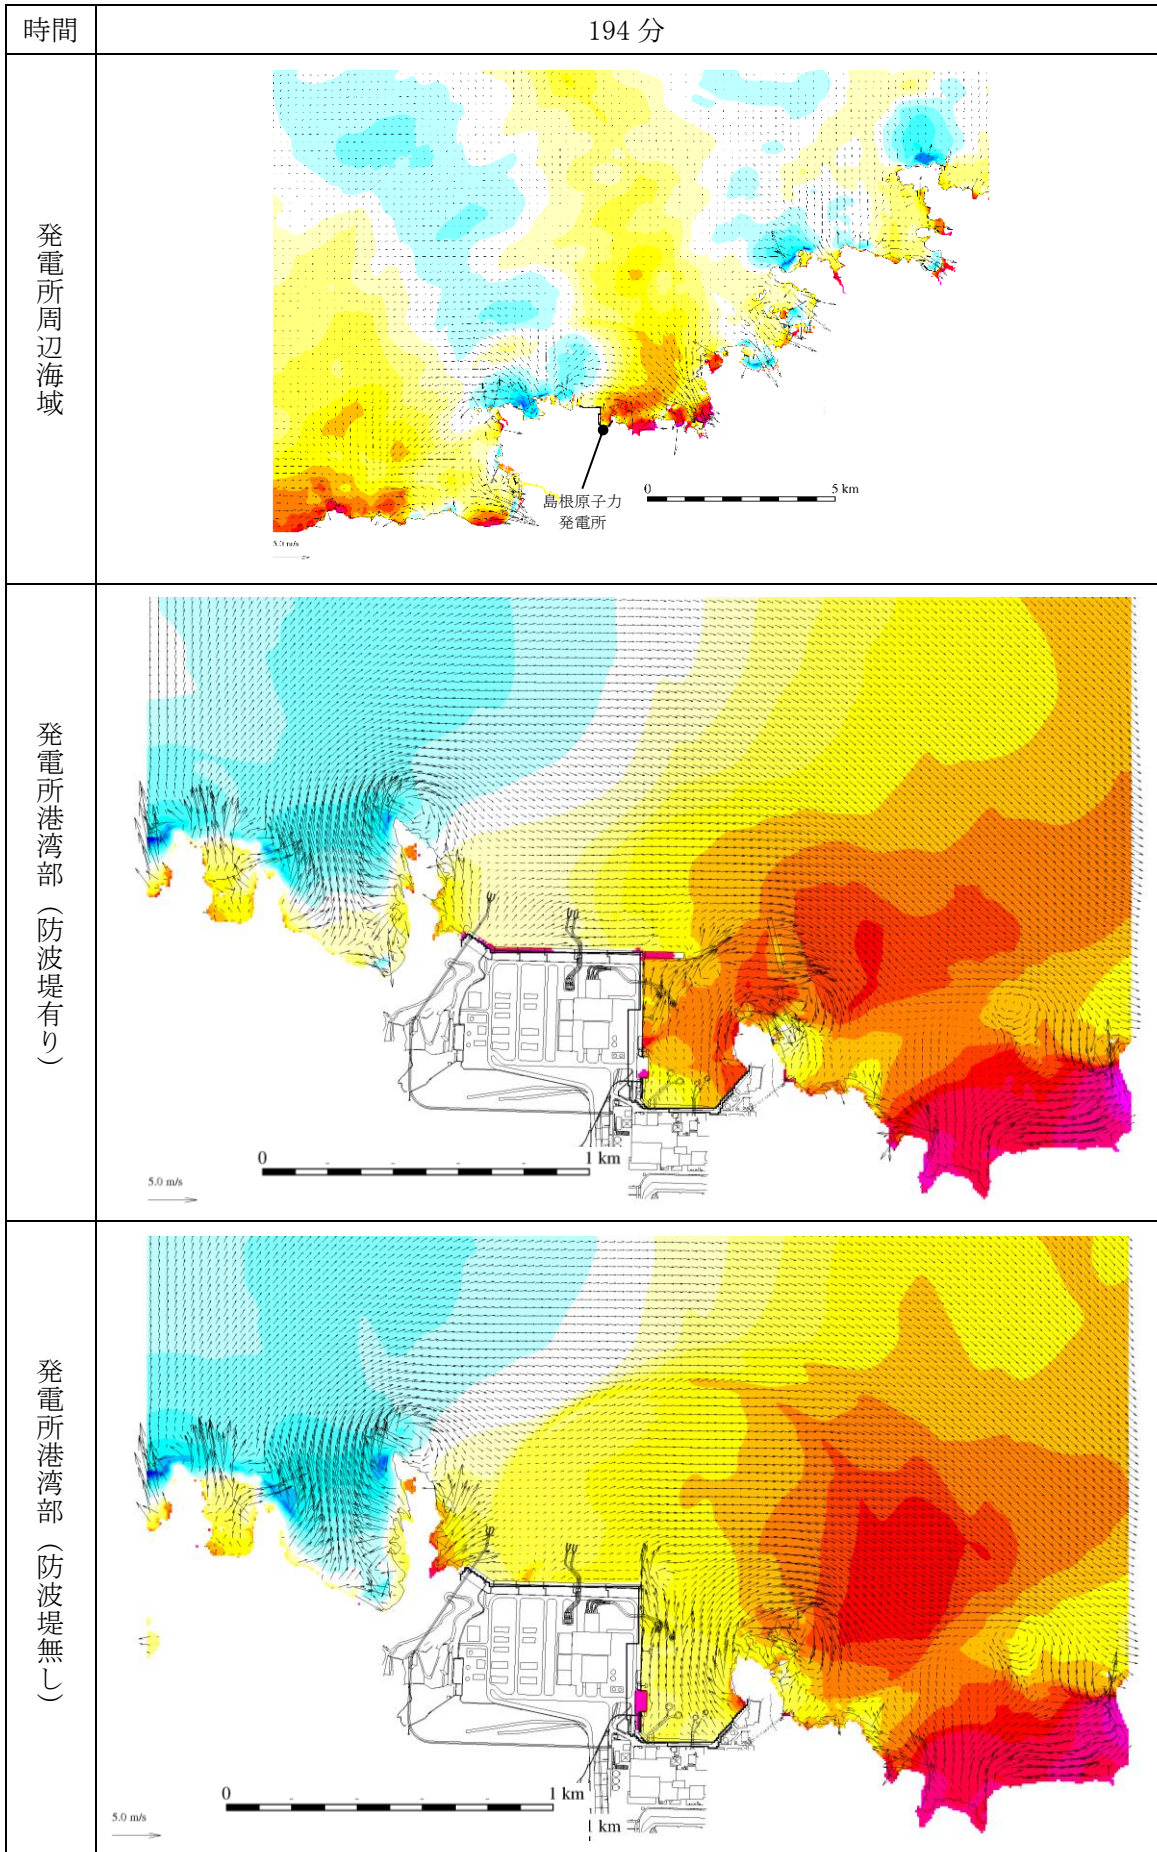 時間
194 分
発電所周辺海域
島根原子力
発電所
0
5 km
5.0 m/s
発電所港湾部（防波堤有り）
0
1 km
5.0 m/s
発電所港湾部（防波堤無し）
0
1 km
5.0 m/s
km